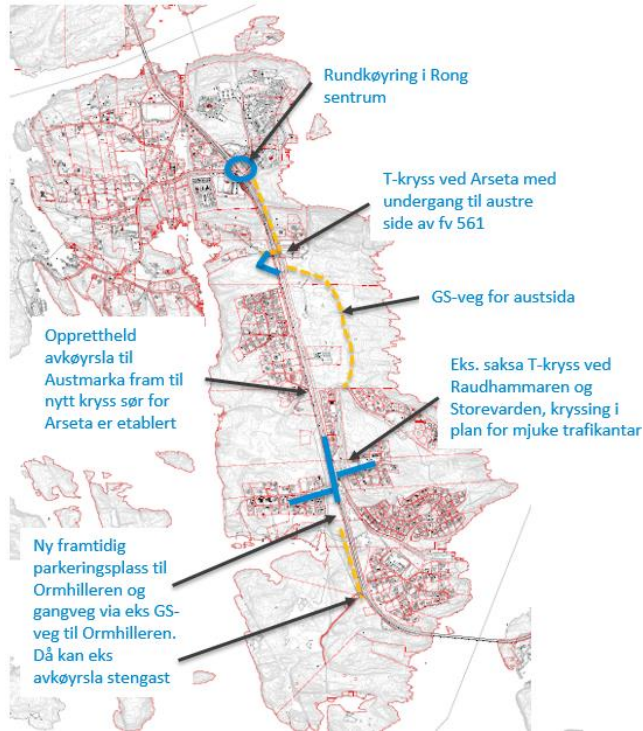 Rundkøyring i Rong
sentrum
T-kryss ved Arseta med
undergang til austre
side av fv 561
GS-veg for austsida
Opprettheld
avkøyrsla til
Austmarka fram til
nytt kryss sør for
Arseta er etablert
Eks. saksa T-kryss ved
Raudhammaren og
Storevarden, kryssing i
plan for mjuke trafikantar
Ny framtidig
parkeringsplass til
Ormhilleren og
gangveg via eks GS-
veg til Ormhilleren.
Då kan eks
avkøyrsla stengast